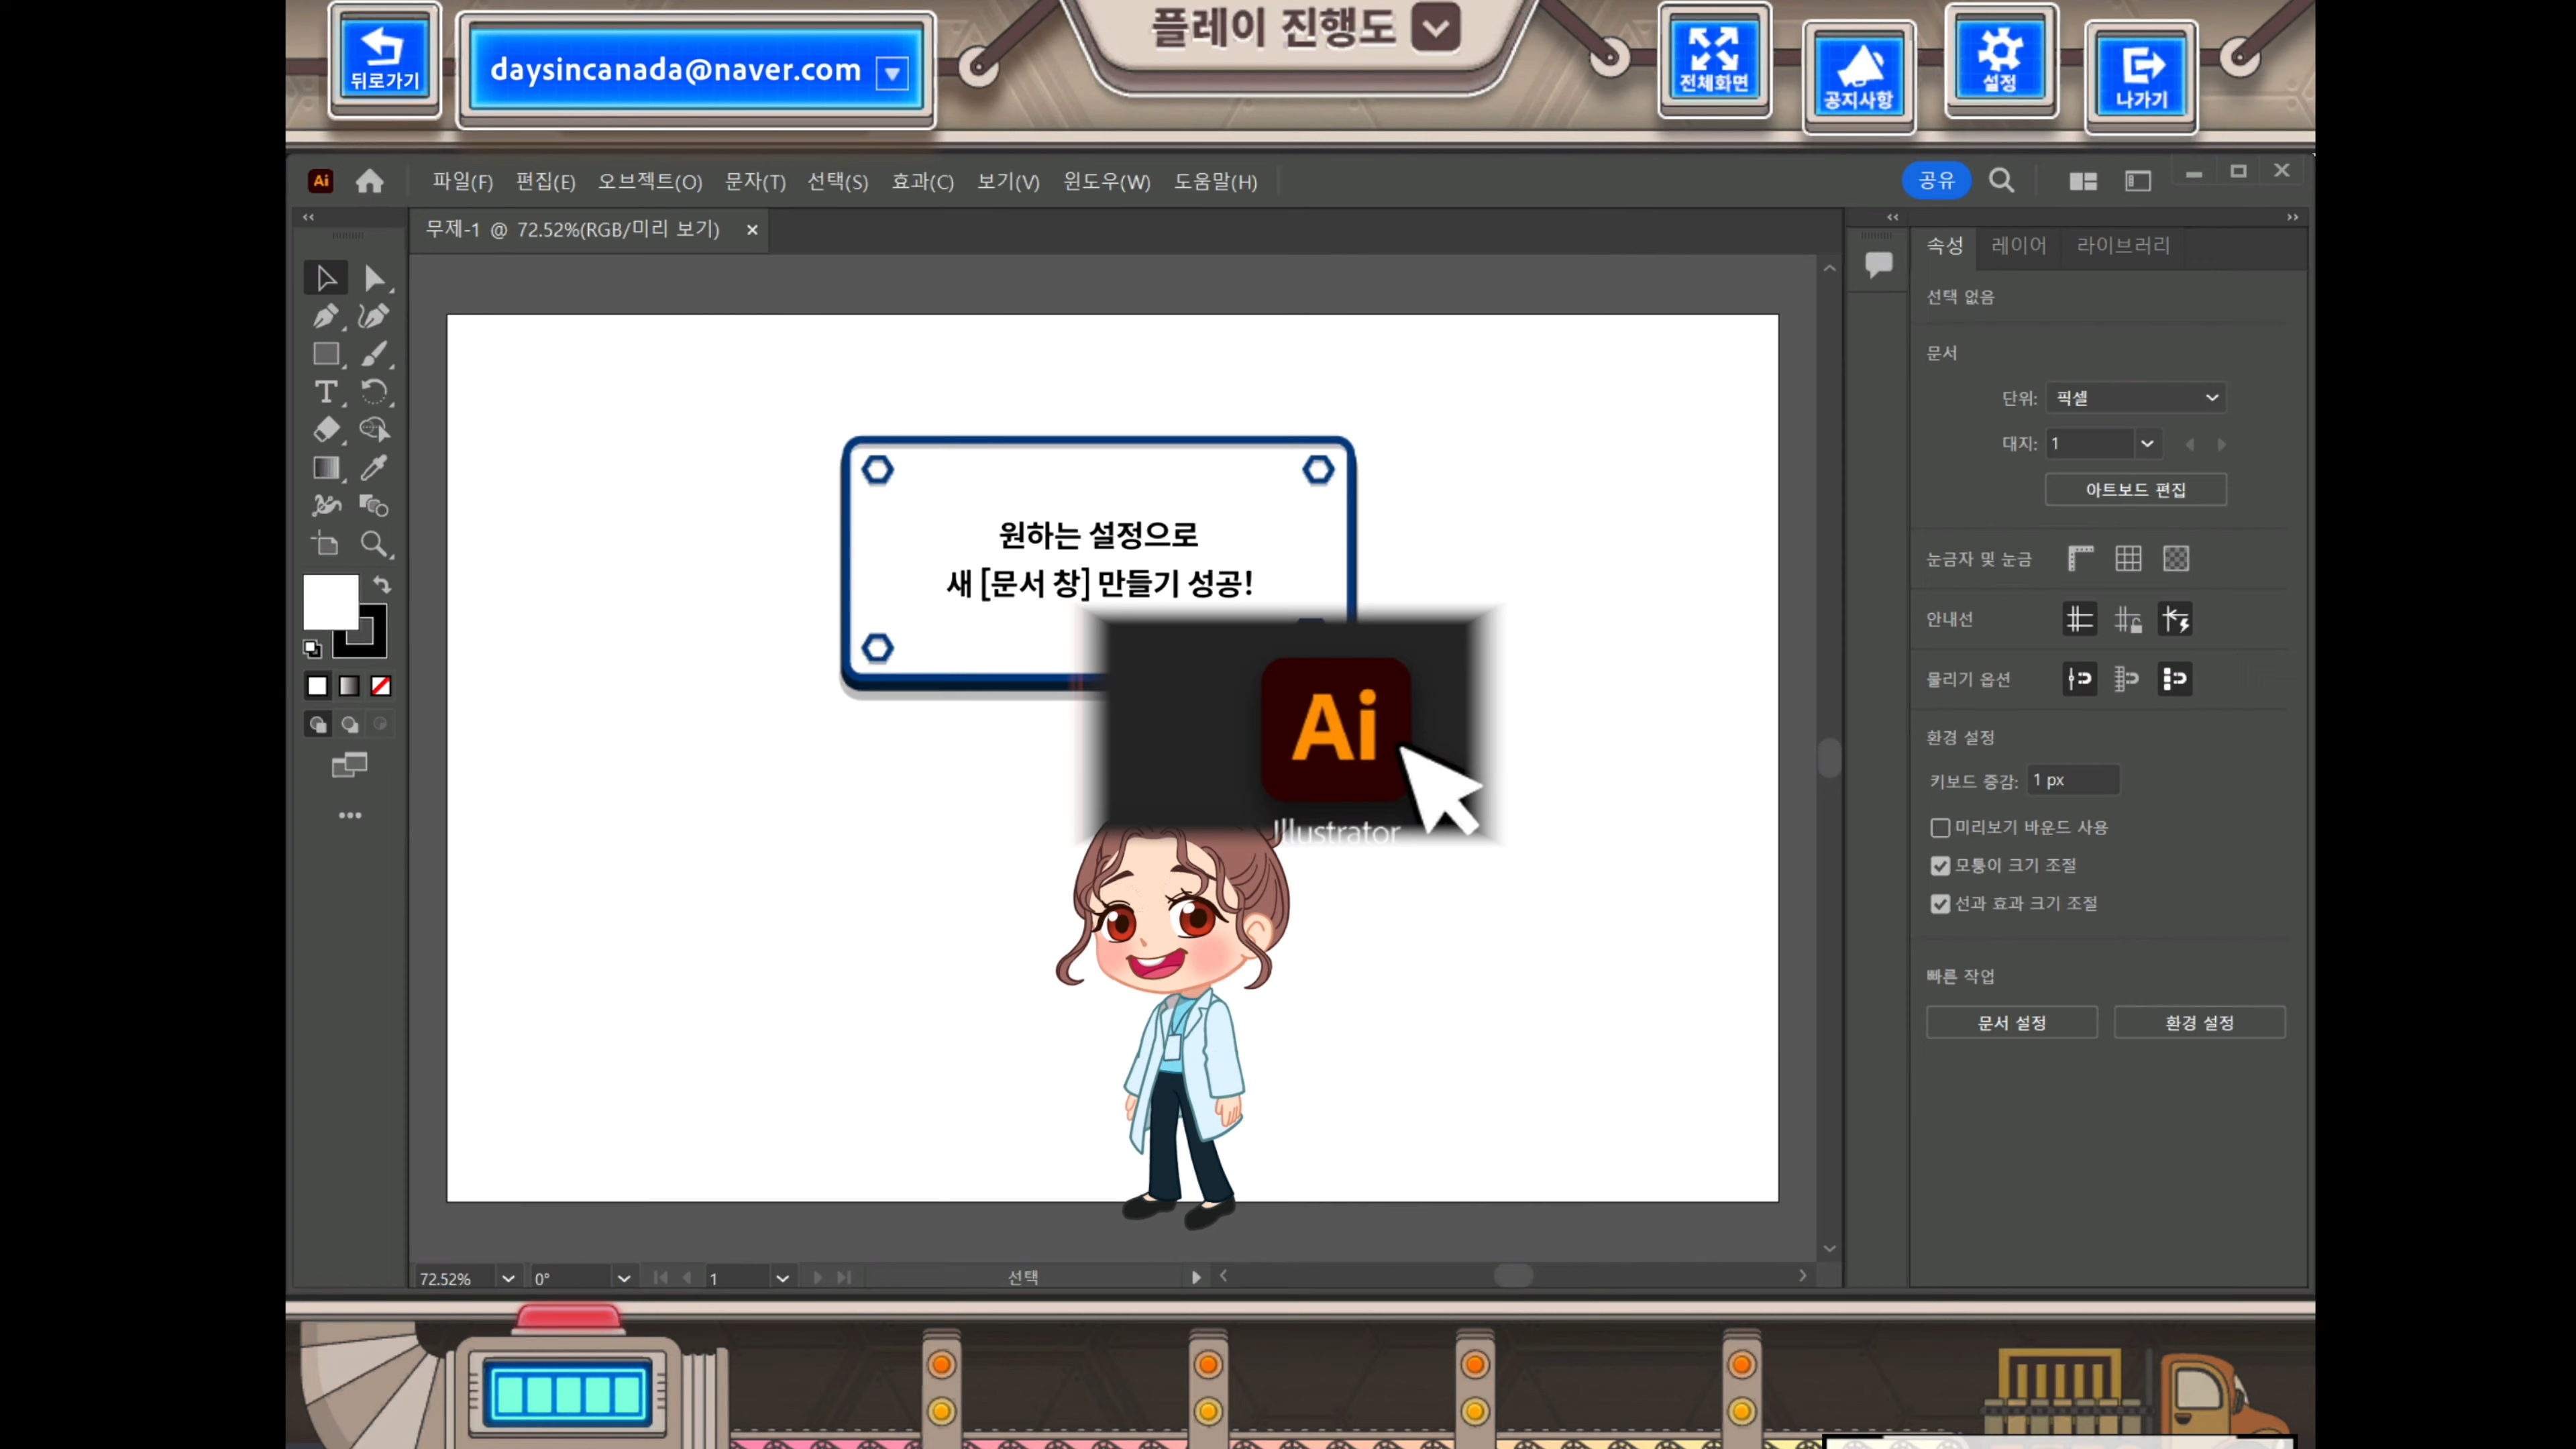 플레이 진행도
뒤로가기
daysincanada@naver.com
전체화면
공지사항
설정
나가기
Ai
파일(F) 편집(E) 오브젝트(O) 문자(T) 선택(S) 효과(C) 보기(V) 윈도우(W) 도움말(H)
공유
무제-1 @ 72.52%(RGB/미리 보기)
속성 레이어 라이브러리
선택 없음
문서
단위: 픽셀
대지: 1
아트보드 편집
눈금자 및 눈금
안내선
물리기 옵션
환경 설정
키보드 증감: 1 px
미리보기 바운드 사용
모퉁이 크기 조절
선과 효과 크기 조절
빠른 작업
문서 설정 환경 설정
원하는 설정으로
새 [문서 창] 만들기 성공!
Ai
Illustrator
72.52% 0° 1 선택